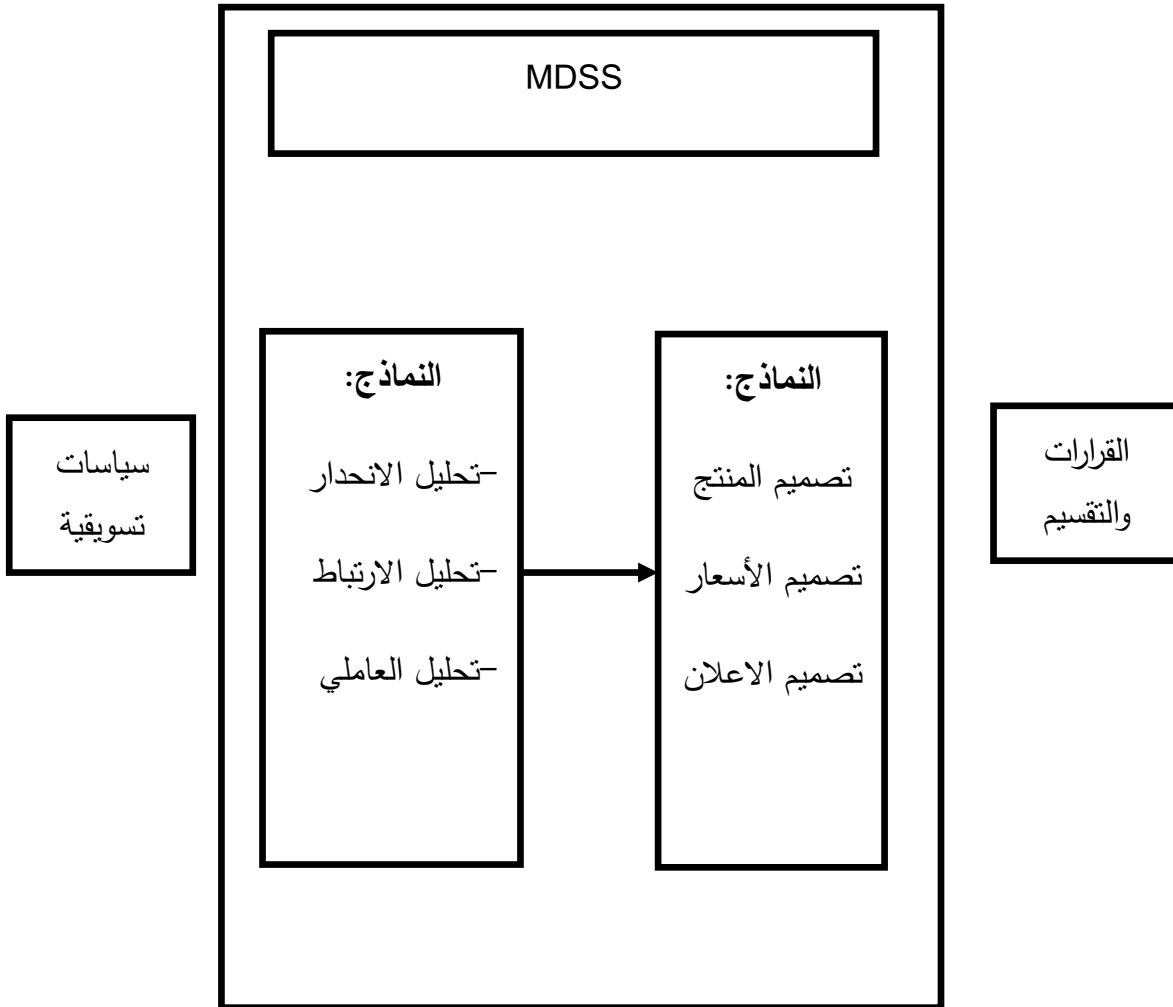 MDSS
النماذج:
تصميم المنتج
تصميم الأسعار
تصميم الاعلان
النماذج:
-تحليل الانحدار
-تحليل الارتباط
-تحليل العاملي
القرارات
والتقسيم
سياسات
تسويقية